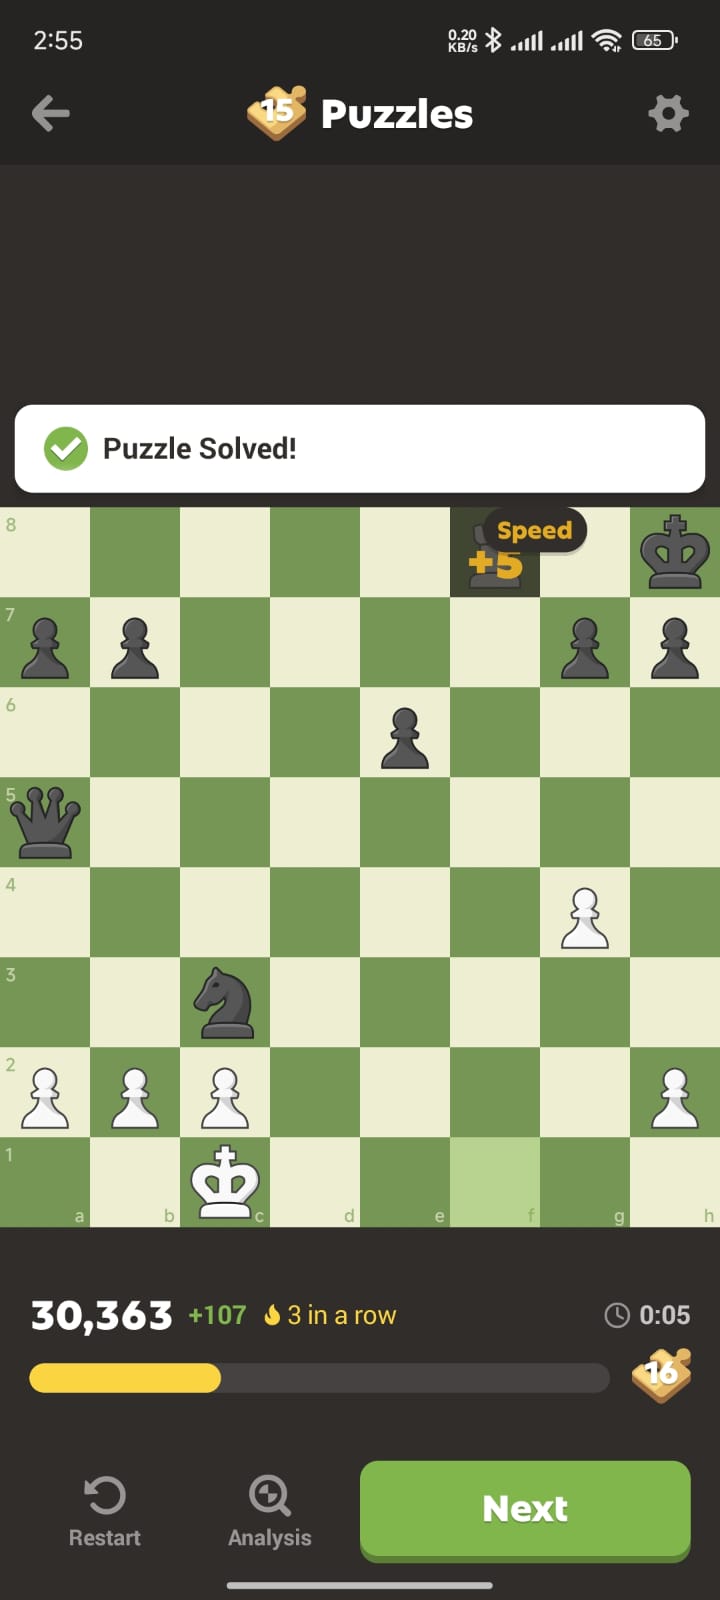 2:55
0.20
KB/s
65
15
Puzzles
Puzzle Solved!
8
Speed
+5
7
6
5
4
3
2
1
a b c d e f g h
30,363 +107 3 in a row 0:05
16
Restart
Analysis
Next